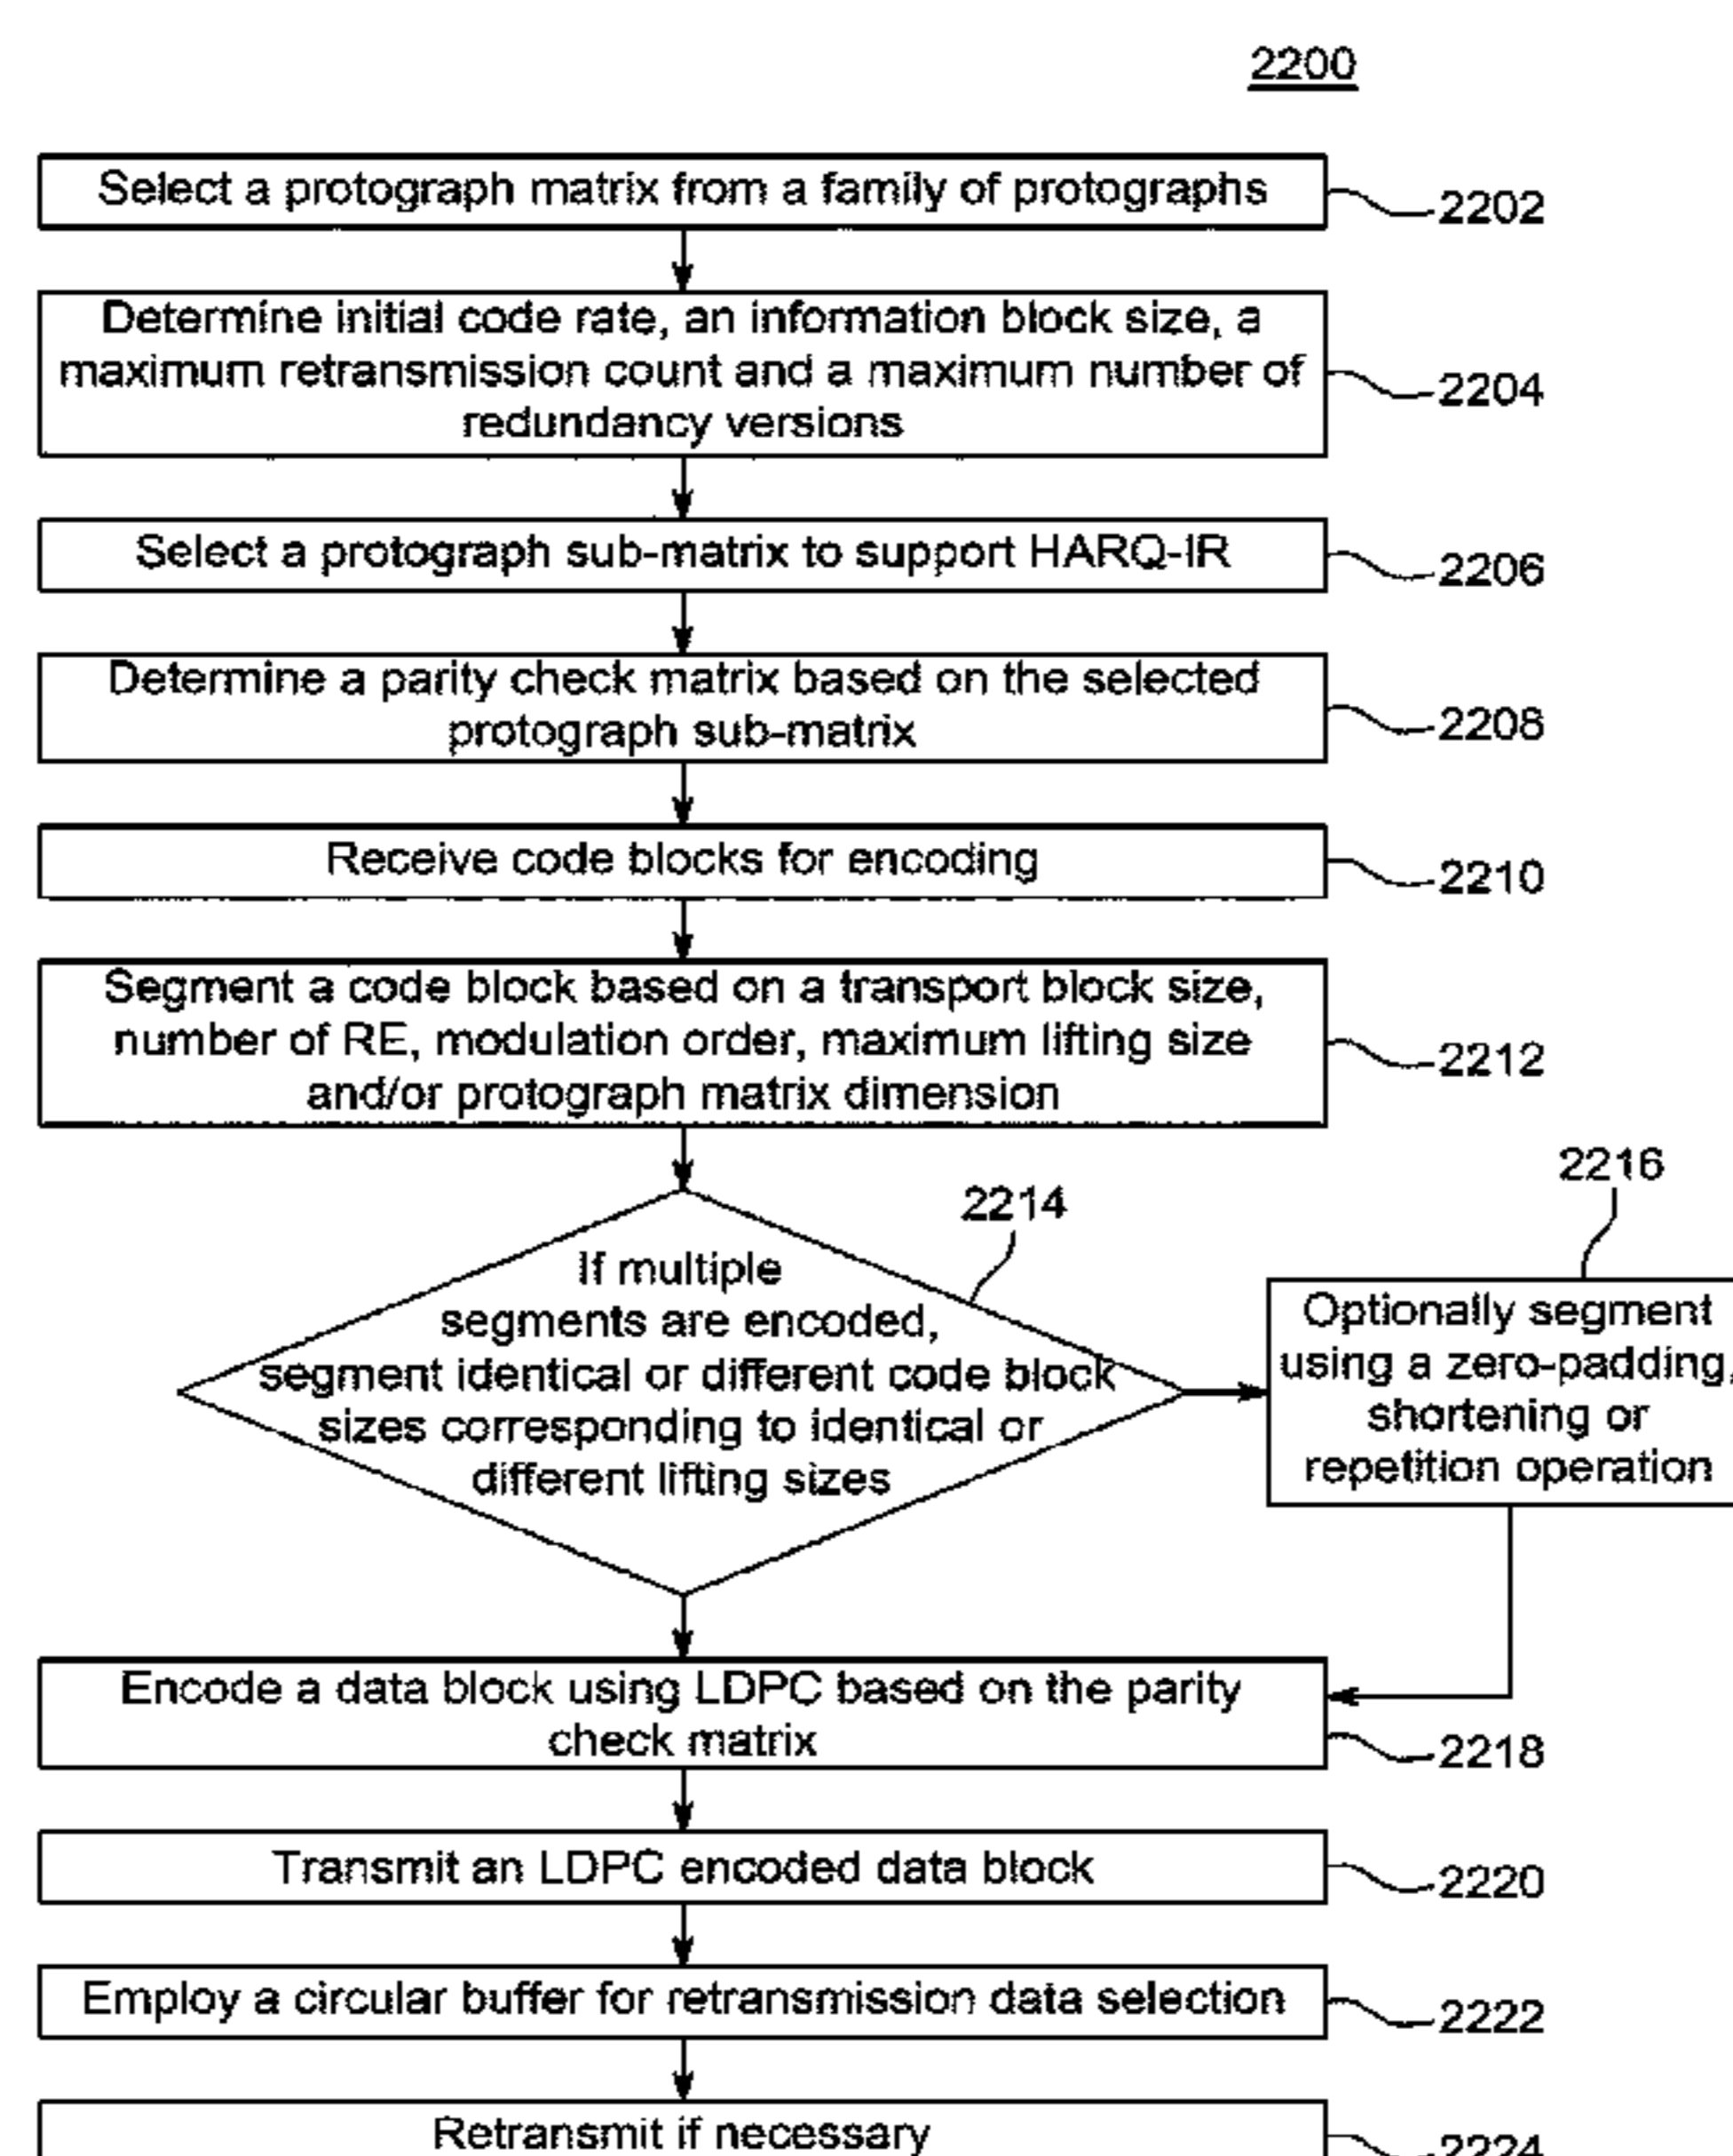 2200
Select a protograph matrix from a family of protographs
2202
Determine initial code rate, an information block size, a
maximum retransmission count and a maximum number of
redundancy versions
2204
Select a protograph sub-matrix to support HARQ-IR
2206
Determine a parity check matrix based on the selected
protograph sub-matrix
2208
Receive code blocks for encoding
2210
Segment a code block based on a transport block size,
number of RE, modulation order, maximum lifting size
and/or protograph matrix dimension
2212
2214
If multiple
segments are encoded,
segment identical or different code block
sizes corresponding to identical or
different lifting sizes
2216
Optionally segment
using a zero-padding,
shortening or
repetition operation
Encode a data block using LDPC based on the parity
check matrix
2218
Transmit an LDPC encoded data block
2220
Employ a circular buffer for retransmission data selection
2222
Retransmit if necessary
2224